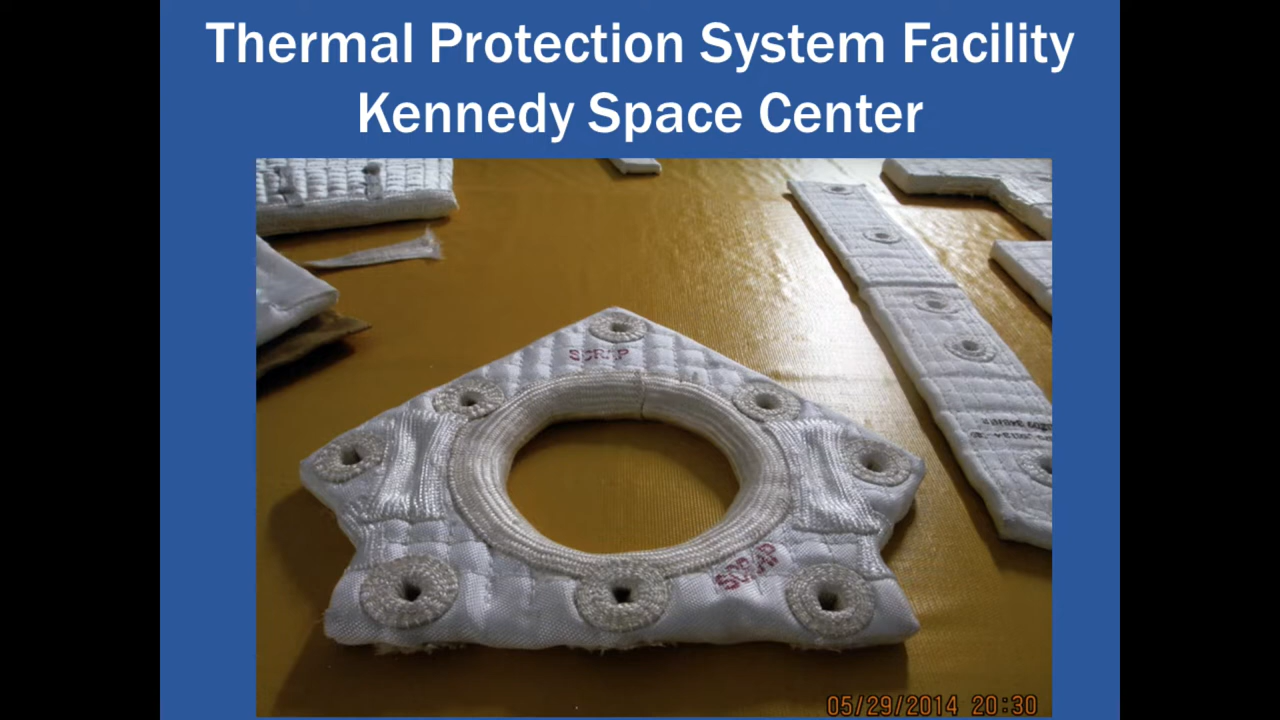 Thermal Protection System Facility
Kennedy Space Center
SCRAP
SCRAP
05/29/2014 20:30